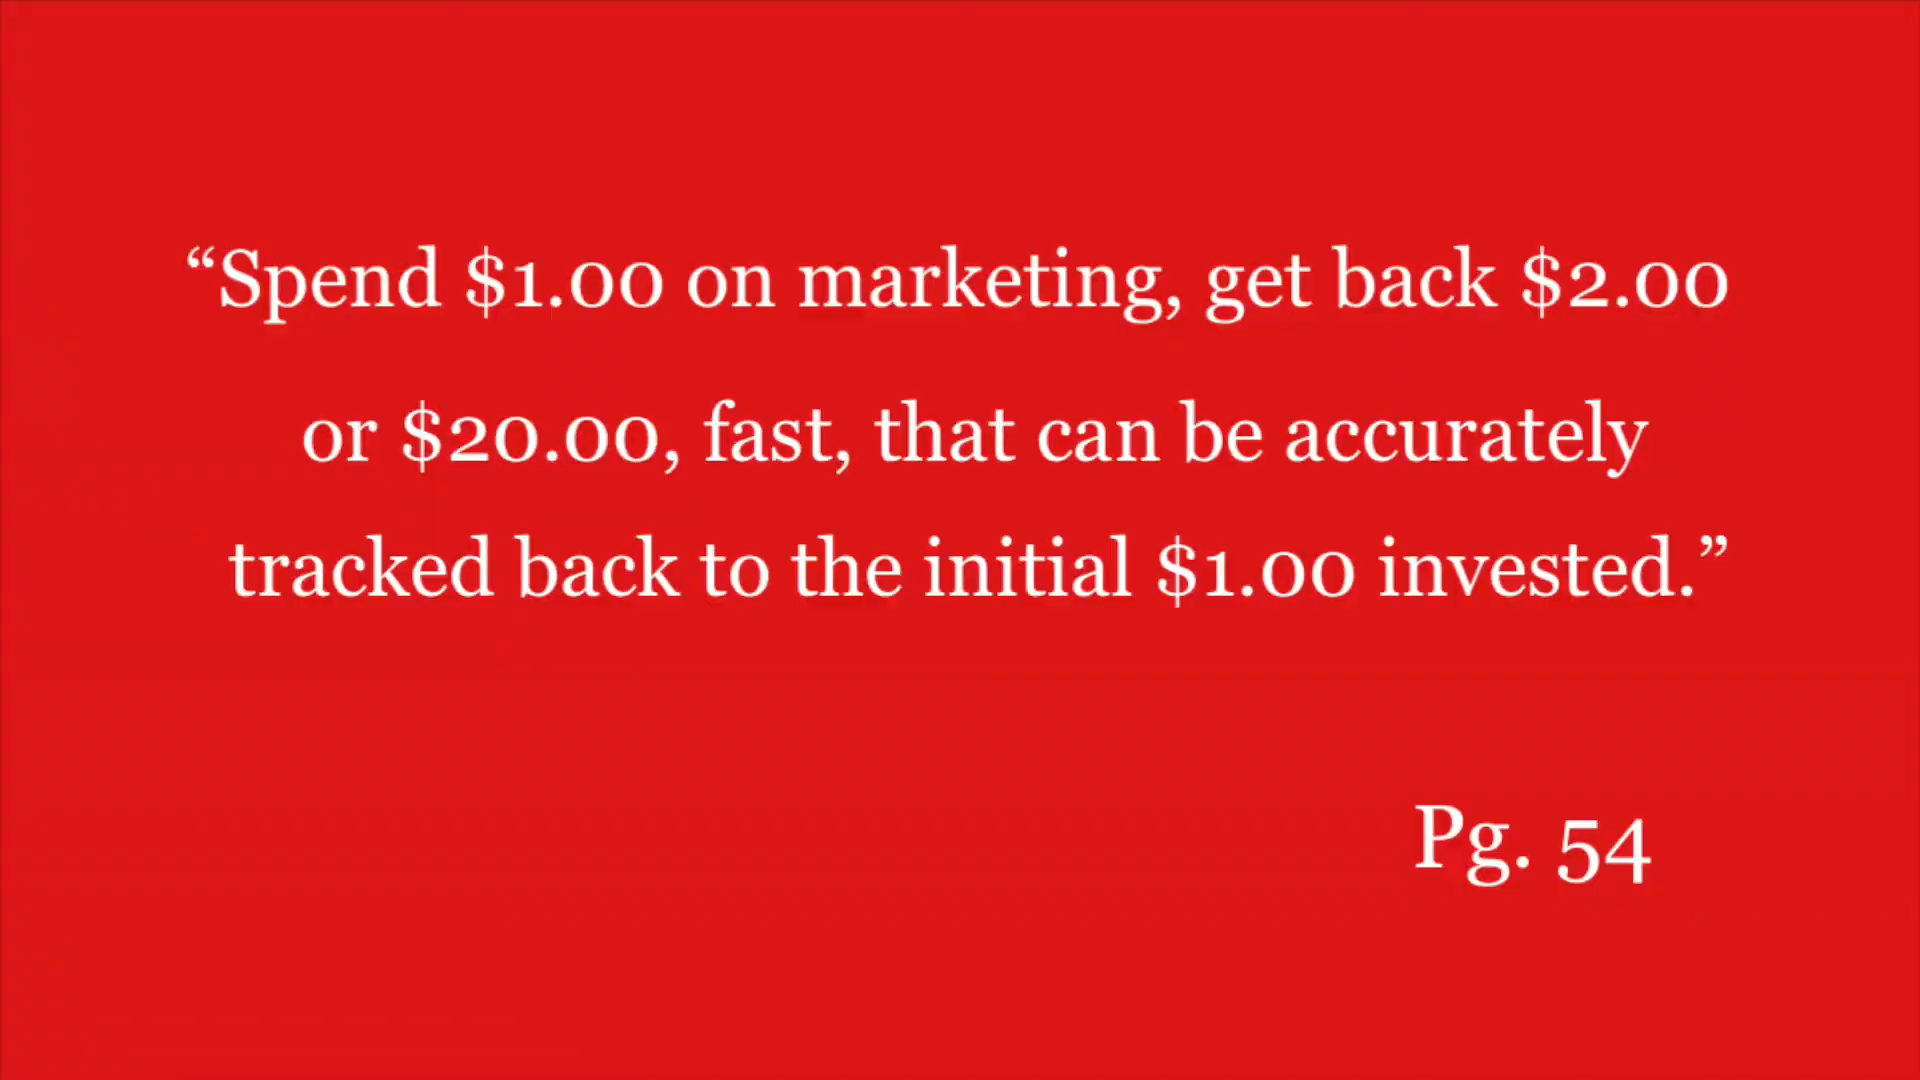 “Spend $1.00 on marketing, get back $2.00
or $20.00, fast, that can be accurately
tracked back to the initial $1.00 invested.”
Pg. 54